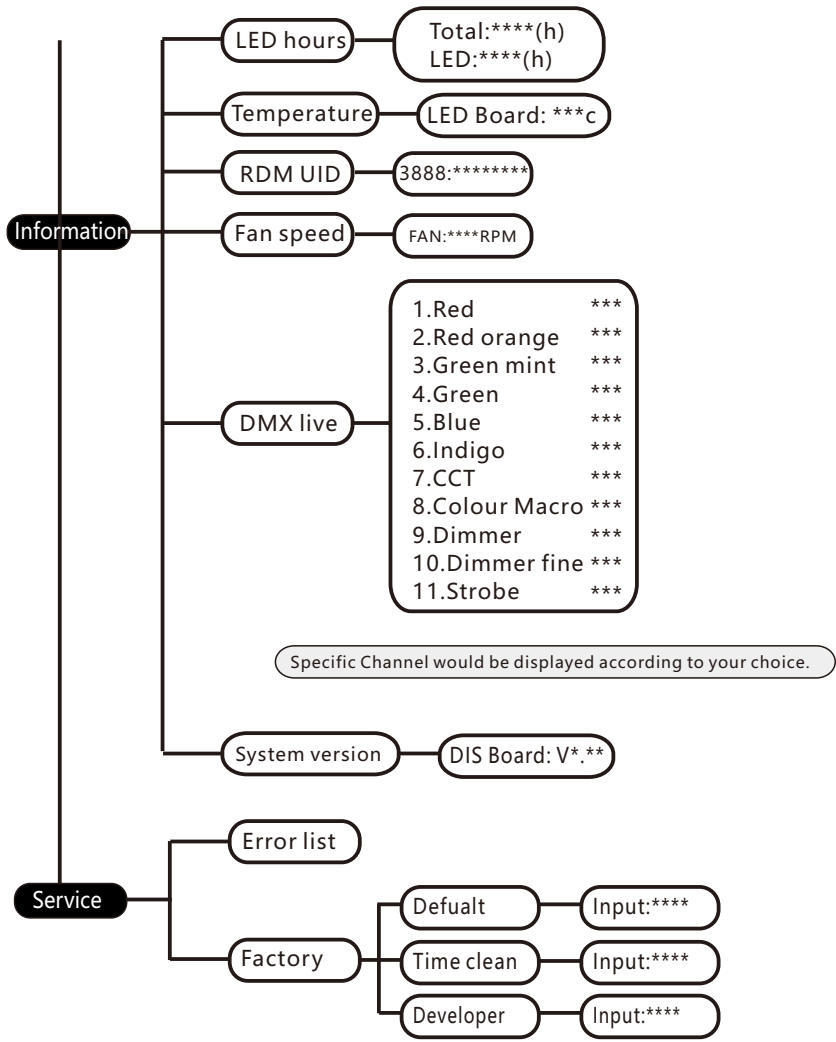 LED hours
Total:****(h)
LED:****(h)
Temperature
LED Board: ***c
RDM UID
3888:********
Information
Fan speed
FAN:****RPM
DMX live
1.Red ***
2.Red orange ***
3.Green mint ***
4.Green ***
5.Blue ***
6.Indigo ***
7.CCT ***
8.Colour Macro ***
9.Dimmer ***
10.Dimmer fine ***
11.Strobe ***
Specific Channel would be displayed according to your choice.
System version
DIS Board: V*.**
Error list
Service
Factory
Defualt
Input:****
Time clean
Input:****
Developer
Input:****